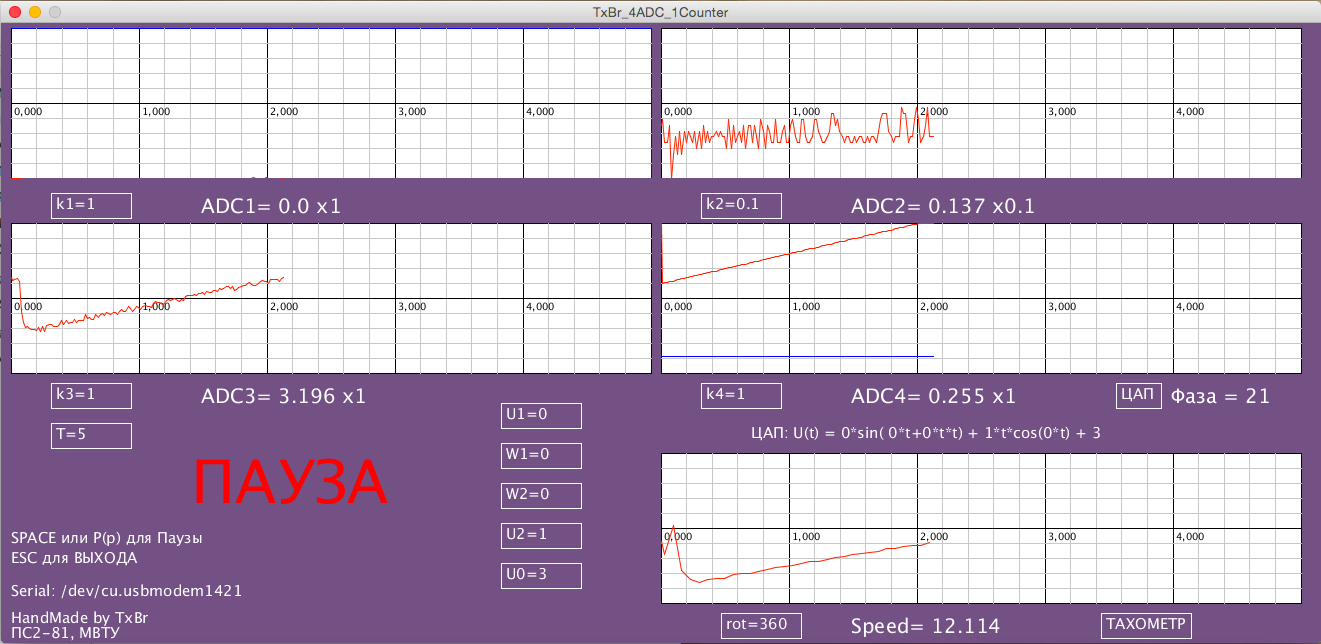 TxBr_4ADC_1Counter
0,000 1,000 2,000 3,000 4,000
0,000 1,000 2,000 3,000 4,000
k1=1
ADC1= 0.0 x1
k2=0.1
ADC2= 0.137 x0.1
0,000 1,000 2,000 3,000 4,000
0,000 1,000 2,000 3,000 4,000
k3=1
ADC3= 3.196 x1
k4=1
ADC4= 0.255 x1
ЦАП
Фаза = 21
T=5
ЦАП: U(t) = 0*sin( 0*t+0*t*t) + 1*t*cos(0*t) + 3
U1=0
W1=0
W2=0
U2=1
U0=3
ПАУЗА
SPACE или P(p) для Паузы
ESC для ВЫХОДА
Serial: /dev/cu.usbmodem1421
HandMade by TxBr
ПС2-81, МВТУ
0,000 1,000 2,000 3,000 4,000
rot=360
Speed= 12.114
ТАХОМЕТР